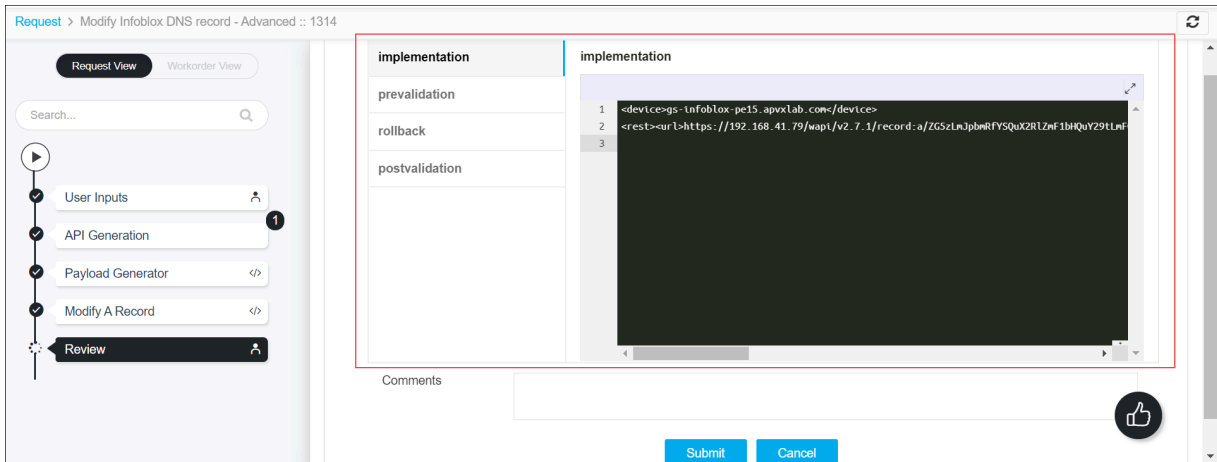 Request > Modify Infoblox DNS record - Advanced :: 1314
Request View
Workorder View
Search...
User Inputs
1
API Generation
Payload Generator
</>
Modify A Record
</>
Review
implementation
prevalidation
rollback
postvalidation
implementation
1 <device>gs-infoblox-pe15.apvxlab.com</device>
2 <rest><url>https://192.168.41.79/wapi/v2.7.1/record:a/ZG5zLmJpbmRfYSQuX2RlZmF1bHQuY29tLmF
3
Comments
Submit
Cancel